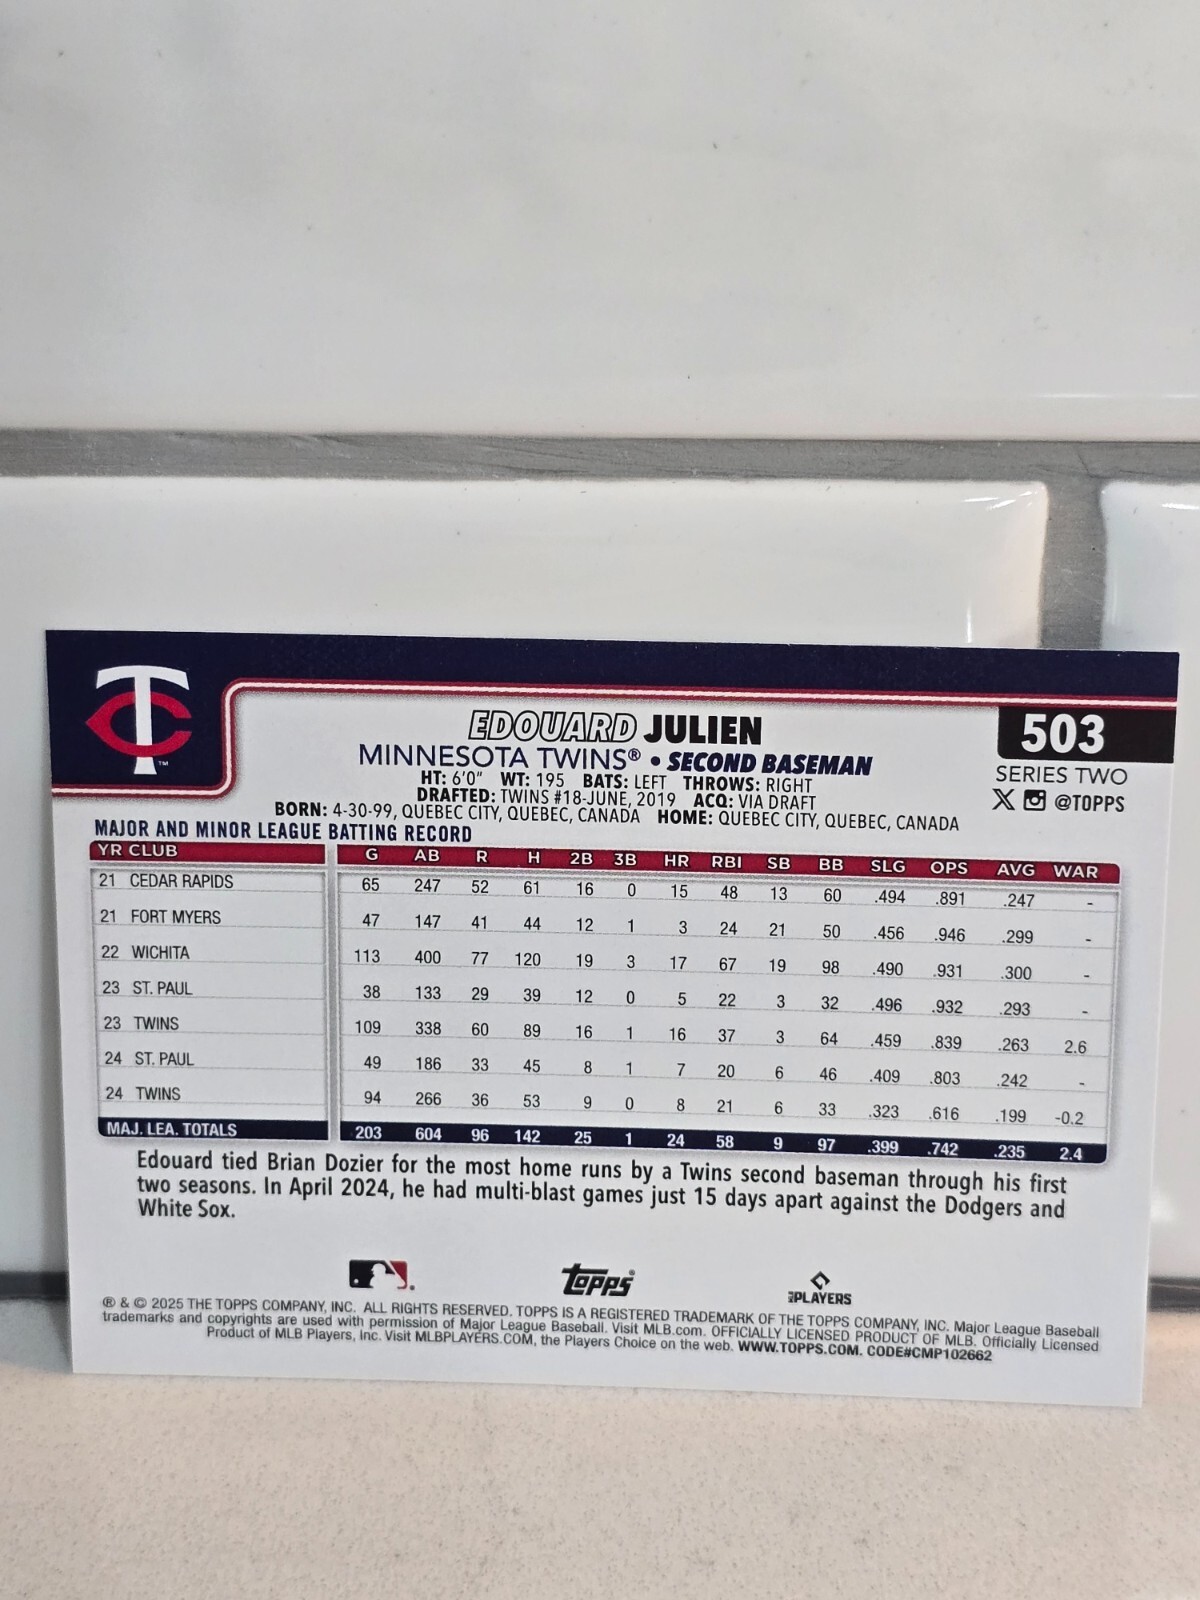 TC
™
EDOUARD JULIEN
503
MINNESOTA TWINS® • SECOND BASEMAN
SERIES TWO
HT: 6'0" WT: 195 BATS: LEFT THROWS: RIGHT
DRAFTED: TWINS #18-JUNE, 2019 ACQ: VIA DRAFT
X @TOPPS
BORN: 4-30-99, QUEBEC CITY, QUEBEC, CANADA HOME: QUEBEC CITY, QUEBEC, CANADA
MAJOR AND MINOR LEAGUE BATTING RECORD
YR CLUB G AB R H 2B 3B HR RBI SB BB SLG OPS AVG WAR
21 CEDAR RAPIDS 65 247 52 61 16 0 15 48 13 60 .494 .891 .247 -
21 FORT MYERS 47 147 41 44 12 1 3 24 21 50 .456 .946 .299 -
22 WICHITA 113 400 77 120 19 3 17 67 19 98 .490 .931 .300 -
23 ST. PAUL 38 133 29 39 12 0 5 22 3 32 .496 .932 .293 -
23 TWINS 109 338 60 89 16 1 16 37 3 64 .459 .839 .263 2.6
24 ST. PAUL 49 186 33 45 8 1 7 20 6 46 .409 .803 .242 -
24 TWINS 94 266 36 53 9 0 8 21 6 33 .323 .616 .199 -0.2
MAJ. LEA. TOTALS 203 604 96 142 25 1 24 58 9 97 .399 .742 .235 2.4
Edouard tied Brian Dozier for the most home runs by a Twins second baseman through his first
two seasons. In April 2024, he had multi-blast games just 15 days apart against the Dodgers and
White Sox.
Topps®
MLB PLAYERS
® & © 2025 THE TOPPS COMPANY, INC. ALL RIGHTS RESERVED. TOPPS IS A REGISTERED TRADEMARK OF THE TOPPS COMPANY, INC. Major League Baseball
trademarks and copyrights are used with permission of Major League Baseball. Visit MLB.com. OFFICIALLY LICENSED PRODUCT OF MLB. Officially Licensed
Product of MLB Players, Inc. Visit MLBPLAYERS.COM, the Players Choice on the web. WWW.TOPPS.COM. CODE#CMP102662